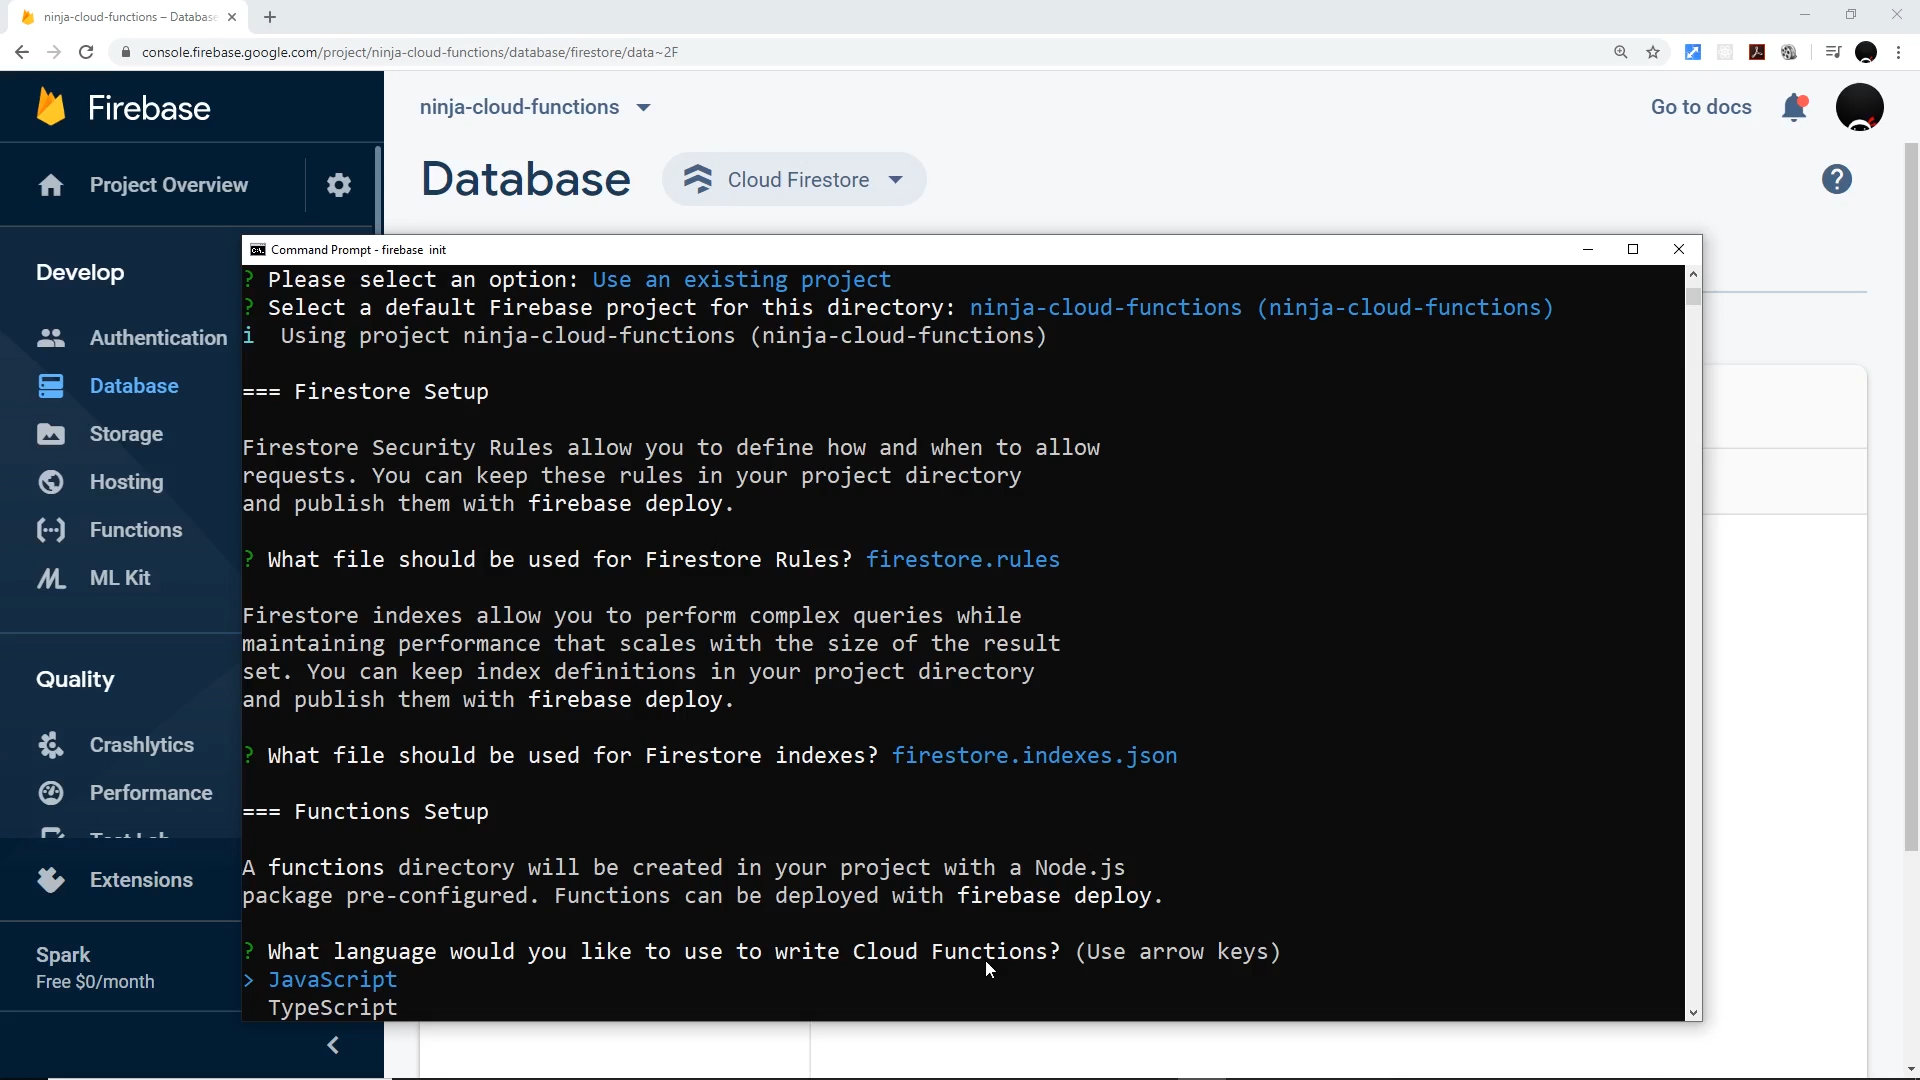 ninja-cloud-functions – Database
console.firebase.google.com/project/ninja-cloud-functions/database/firestore/data~2F
Firebase
ninja-cloud-functions
Go to docs
Project Overview
Database
Cloud Firestore
Develop
Authentication
Database
Storage
Hosting
Functions
ML Kit
Quality
Crashlytics
Performance
Extensions
Spark
Free $0/month
Command Prompt - firebase init
? Please select an option: Use an existing project
? Select a default Firebase project for this directory: ninja-cloud-functions (ninja-cloud-functions)
i Using project ninja-cloud-functions (ninja-cloud-functions)
=== Firestore Setup
Firestore Security Rules allow you to define how and when to allow
requests. You can keep these rules in your project directory
and publish them with firebase deploy.
? What file should be used for Firestore Rules? firestore.rules
Firestore indexes allow you to perform complex queries while
maintaining performance that scales with the size of the result
set. You can keep index definitions in your project directory
and publish them with firebase deploy.
? What file should be used for Firestore indexes? firestore.indexes.json
=== Functions Setup
A functions directory will be created in your project with a Node.js
package pre-configured. Functions can be deployed with firebase deploy.
? What language would you like to use to write Cloud Functions? (Use arrow keys)
> JavaScript
TypeScript